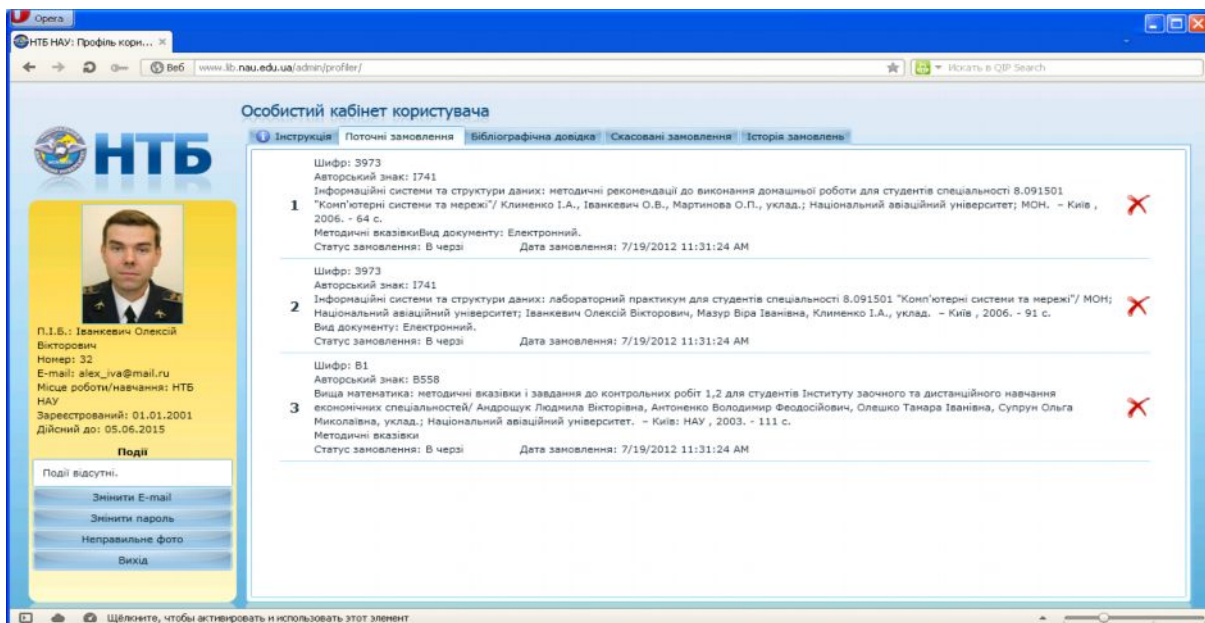 Opera
НТБ НАУ: Профіль кори...
Веб
www.lib.nau.edu.ua/admin/profiler/
Искать в QIP Search
Особистий кабінет користувача
Інструкція
Поточні замовлення
Бібліографічна довідка
Скасовані замовлення
Історія замовлень
НТБ
П.І.Б.: Іванкевич Олексій
Вікторович
Номер: 32
E-mail: alex_iva@mail.ru
Місце роботи/навчання: НТБ
НАУ
Зареєстрований: 01.01.2001
Дійсний до: 05.06.2015
Події
Події відсутні.
Змінити E-mail
Змінити пароль
Неправильне фото
Вихід
1
Шифр: 3973
Авторський знак: І741
Інформаційні системи та структури даних: методичні рекомендації до виконання домашньої роботи для студентів спеціальності 8.091501
"Комп'ютерні системи та мережі"/ Клименко І.А., Іванкевич О.В., Мартинова О.П., уклад.; Національний авіаційний університет; МОН. – Київ ,
2006. - 64 с.
Методичні вказівкиВид документу: Електронний.
Статус замовлення: В черзі Дата замовлення: 7/19/2012 11:31:24 AM
2
Шифр: 3973
Авторський знак: І741
Інформаційні системи та структури даних: лабораторний практикум для студентів спеціальності 8.091501 "Комп'ютерні системи та мережі"/ МОН;
Національний авіаційний університет; Іванкевич Олексій Вікторович, Мазур Віра Іванівна, Клименко І.А., уклад. – Київ , 2006. - 91 с.
Вид документу: Електронний.
Статус замовлення: В черзі Дата замовлення: 7/19/2012 11:31:24 AM
3
Шифр: В1
Авторський знак: В558
Вища математика: методичні вказівки і завдання до контрольних робіт 1,2 для студентів Інституту заочного та дистанційного навчання
економічних спеціальностей/ Андрощук Людмила Вікторівна, Антоненко Володимир Феодосійович, Олешко Тамара Іванівна, Супрун Ольга
Миколаївна, уклад.; Національний авіаційний університет. – Київ: НАУ , 2003. - 111 с.
Методичні вказівки
Статус замовлення: В черзі Дата замовлення: 7/19/2012 11:31:24 AM
Щёлкните, чтобы активировать и использовать этот элемент